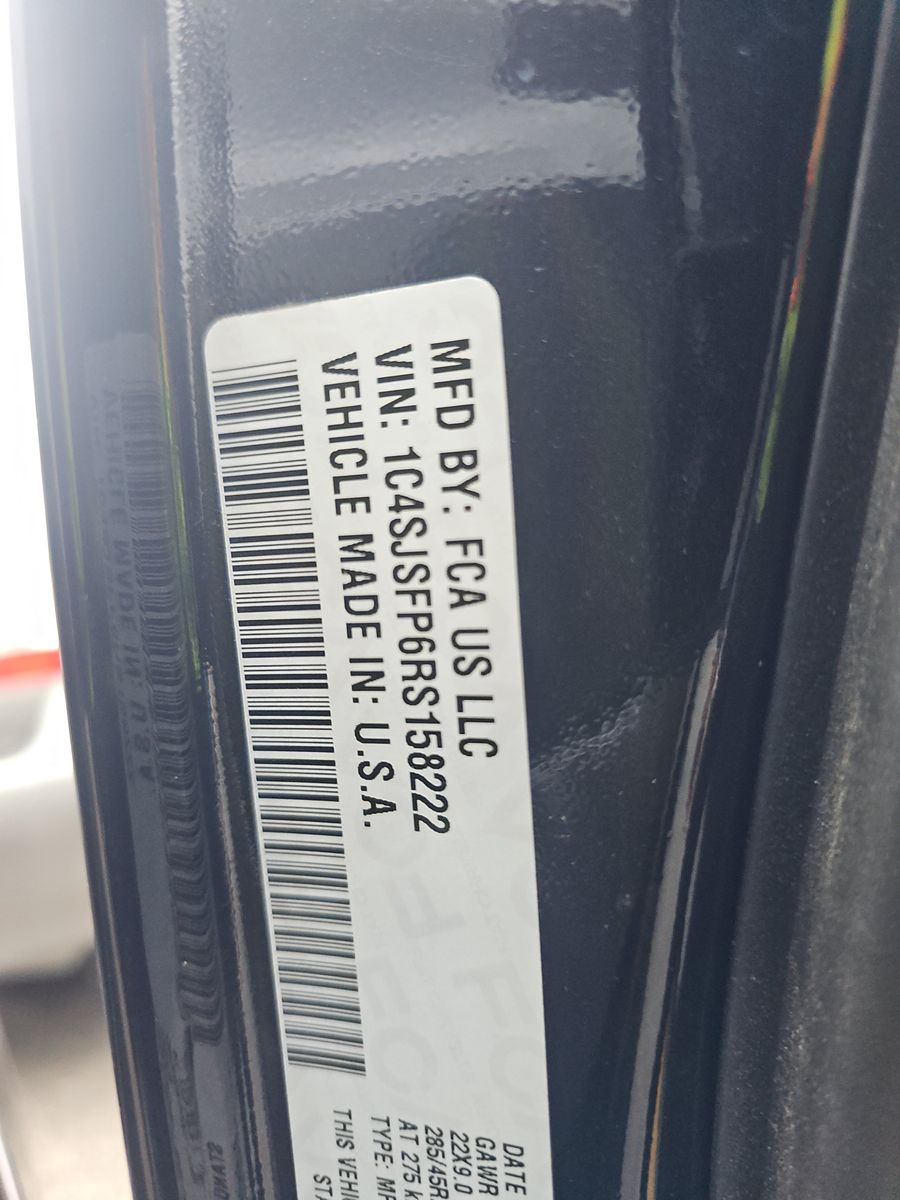 MFD BY: FCA US LLC
VIN: 1C4SJSFP6RS158222
VEHICLE MADE IN: U.S.A.
DATE
GAWR
22X9.0
285/45R
AT 275 k
TYPE: MP
THIS VEHI
STA